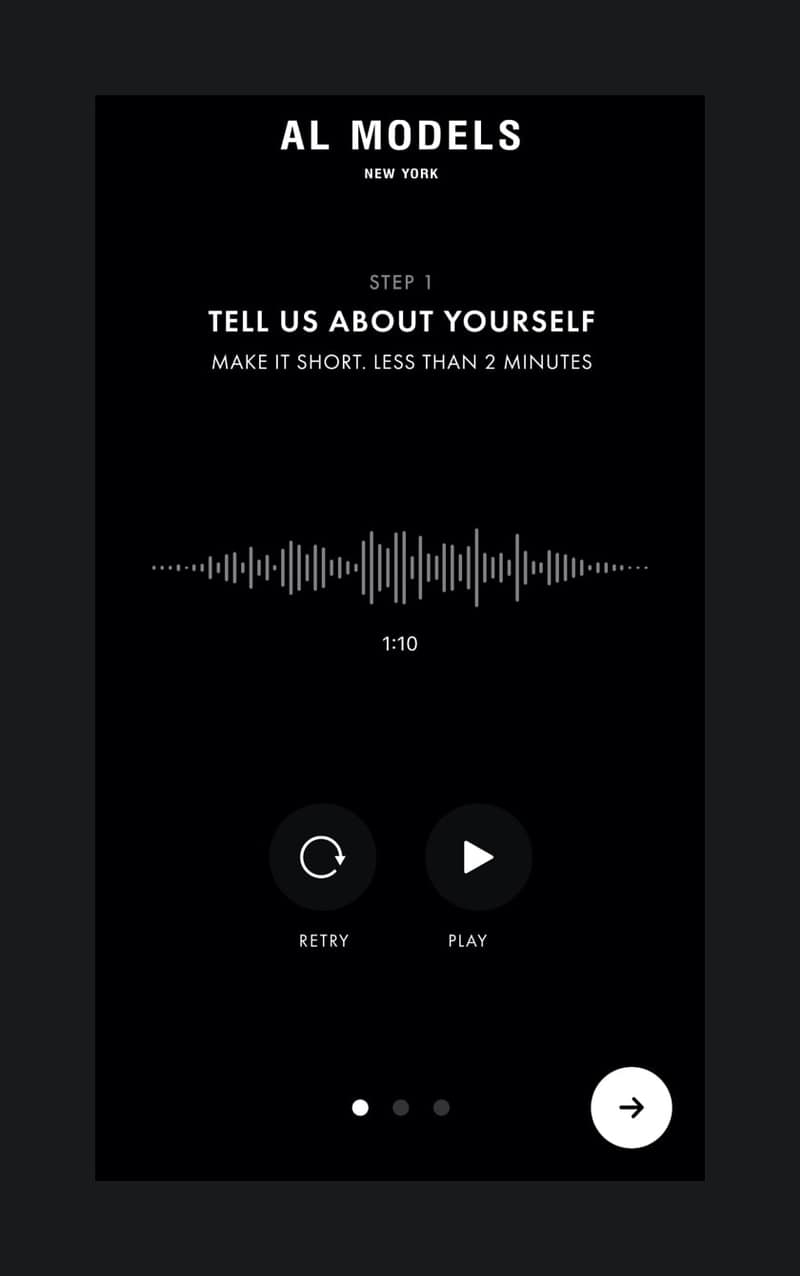 AL MODELS
NEW YORK
STEP 1
TELL US ABOUT YOURSELF
MAKE IT SHORT. LESS THAN 2 MINUTES
1:10
RETRY
PLAY